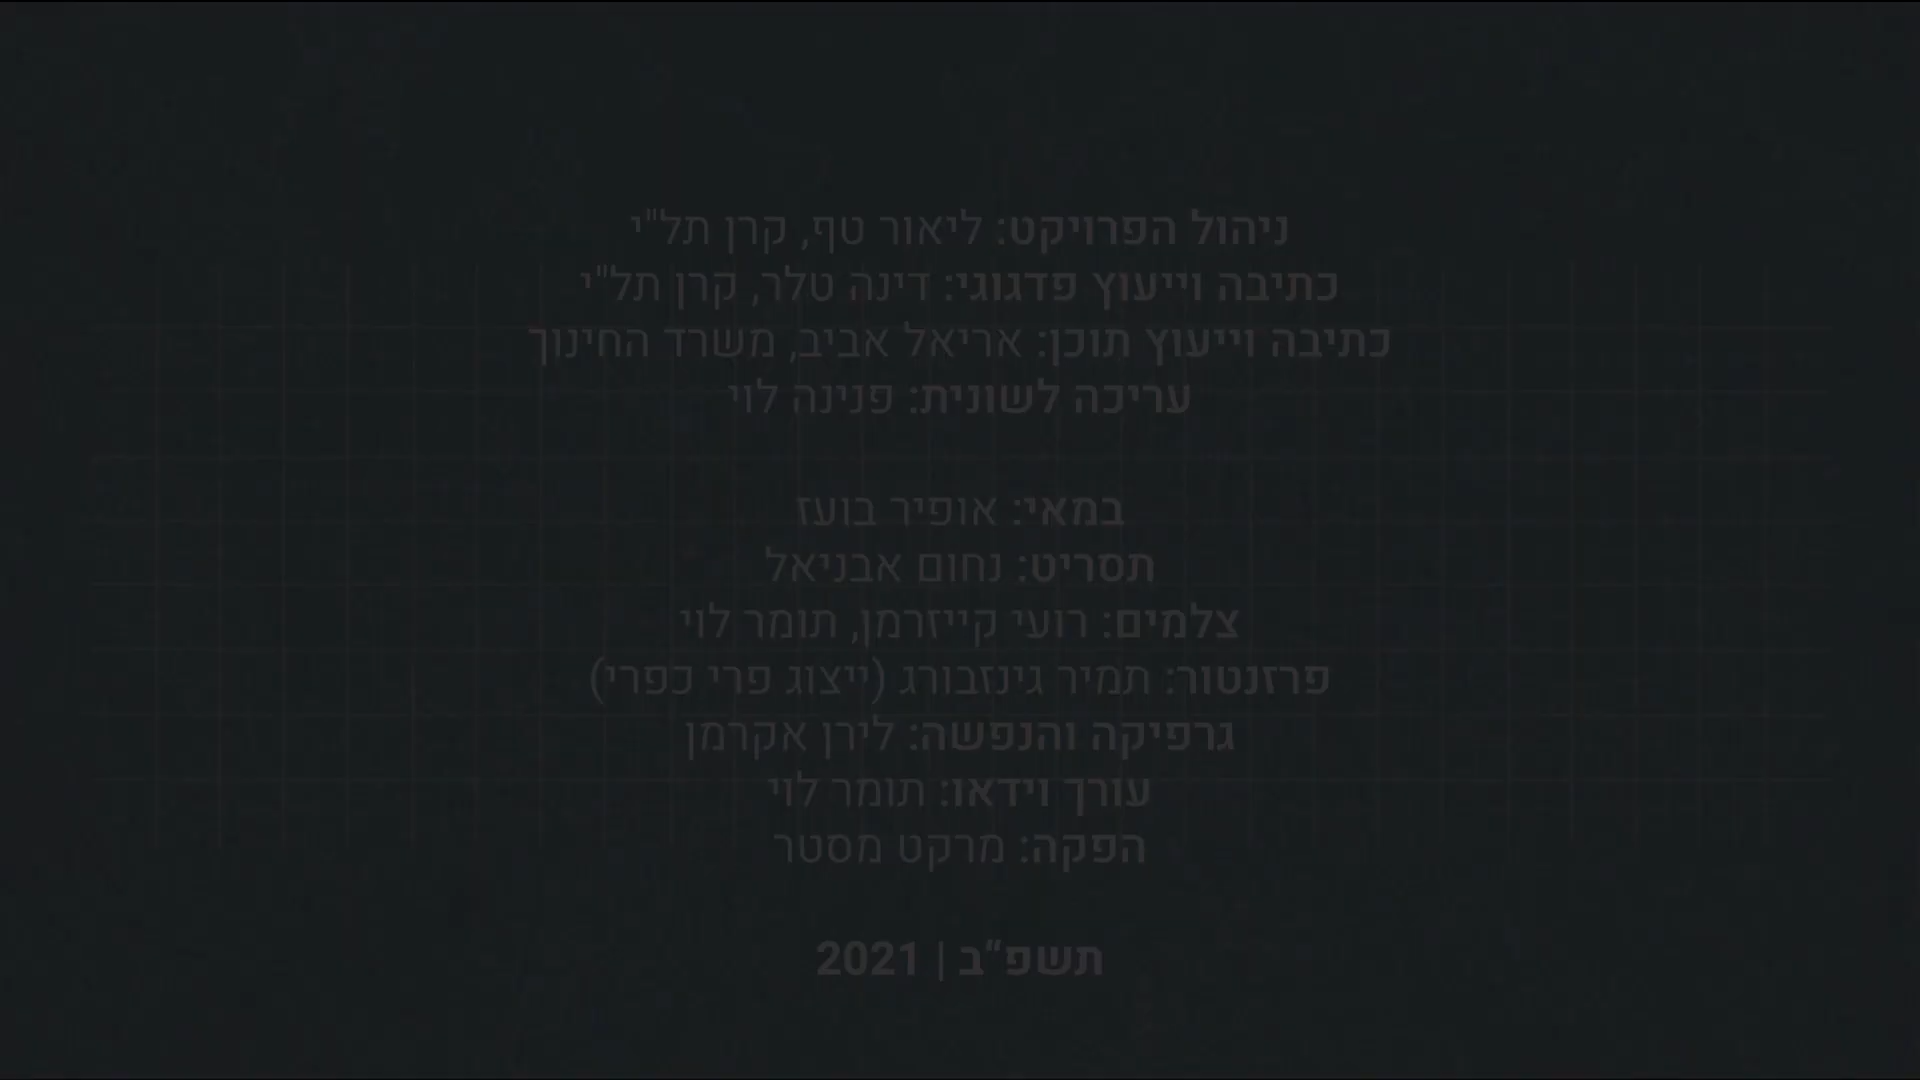 ניהול הפרויקט: ליאור טף, קרן תל"י
כתיבה וייעוץ פדגוגי: דינה טלר, קרן תל"י
כתיבה וייעוץ תוכן: אריאל אביב, משרד החינוך
עריכה לשונית: פנינה לוי
במאי: אופיר בועז
תסריט: נחום אבניאל
צלמים: רועי קייזרמן, תומר לוי
פרזנטור: תמיר גינזבורג (ייצוג פרי כפרי)
גרפיקה והנפשה: לירן אקרמן
עורך וידאו: תומר לוי
הפקה: מרקט מסטר
תשפ“ב | 2021